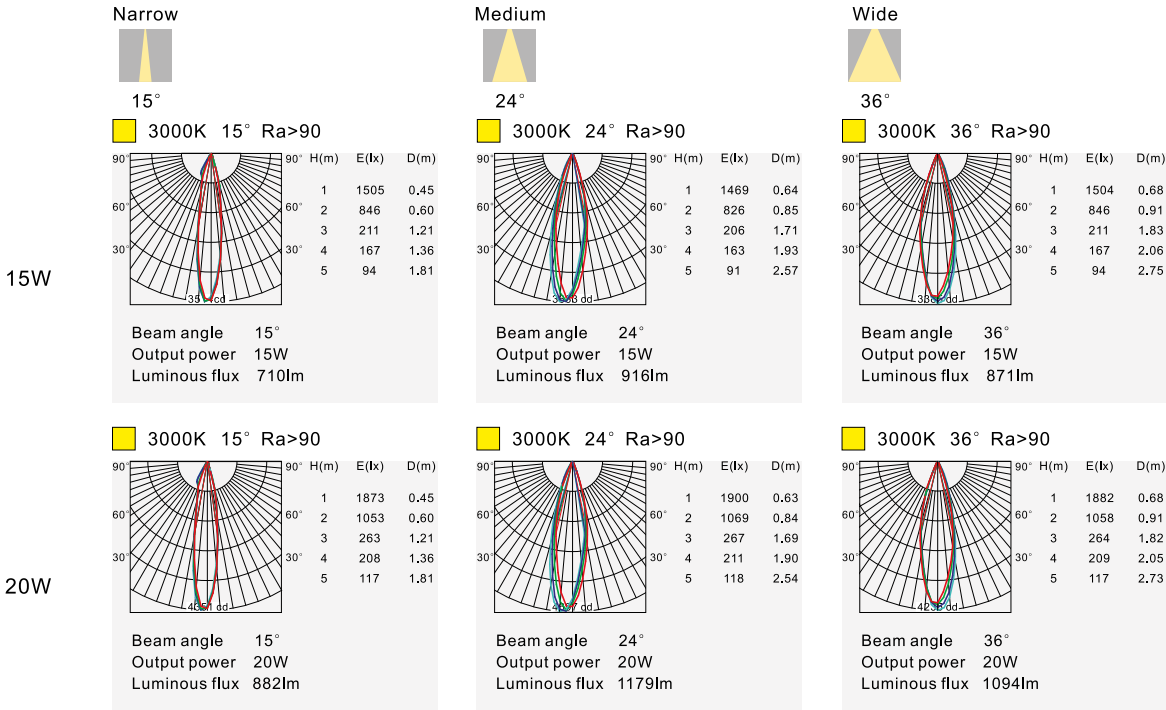 Narrow Medium Wide
15° 24° 36°
15W
3000K 15° Ra>90
90° 90° H(m) E(lx) D(m)
1 1505 0.45
60° 60° 2 846 0.60
3 211 1.21
30° 30° 4 167 1.36
5 94 1.81
Beam angle 15°
Output power 15W
Luminous flux 710lm
3000K 24° Ra>90
90° 90° H(m) E(lx) D(m)
1 1469 0.64
60° 60° 2 826 0.85
3 206 1.71
30° 30° 4 163 1.93
5 91 2.57
Beam angle 24°
Output power 15W
Luminous flux 916lm
3000K 36° Ra>90
90° 90° H(m) E(lx) D(m)
1 1504 0.68
60° 60° 2 846 0.91
3 211 1.83
30° 30° 4 167 2.06
5 94 2.75
Beam angle 36°
Output power 15W
Luminous flux 871lm
20W
3000K 15° Ra>90
90° 90° H(m) E(lx) D(m)
1 1873 0.45
60° 60° 2 1053 0.60
3 263 1.21
30° 30° 4 208 1.36
5 117 1.81
Beam angle 15°
Output power 20W
Luminous flux 882lm
3000K 24° Ra>90
90° 90° H(m) E(lx) D(m)
1 1900 0.63
60° 60° 2 1069 0.84
3 267 1.69
30° 30° 4 211 1.90
5 118 2.54
Beam angle 24°
Output power 20W
Luminous flux 1179lm
3000K 36° Ra>90
90° 90° H(m) E(lx) D(m)
1 1882 0.68
60° 60° 2 1058 0.91
3 264 1.82
30° 30° 4 209 2.05
5 117 2.73
Beam angle 36°
Output power 20W
Luminous flux 1094lm